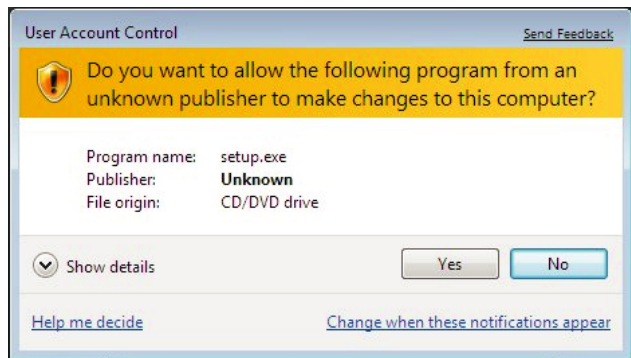 User Account Control
Send Feedback
Do you want to allow the following program from an
unknown publisher to make changes to this computer?
Program name: setup.exe
Publisher: Unknown
File origin: CD/DVD drive
Show details
Yes
No
Help me decide
Change when these notifications appear